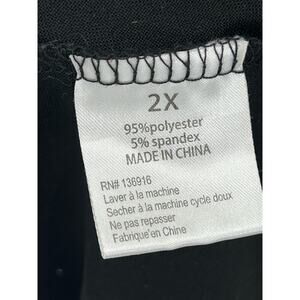 2X
95%polyester
5% spandex
MADE IN CHINA
RN# 136916
Laver à la machine
Secher à la machine cycle doux
Ne pas repasser
Fabrique'en Chine